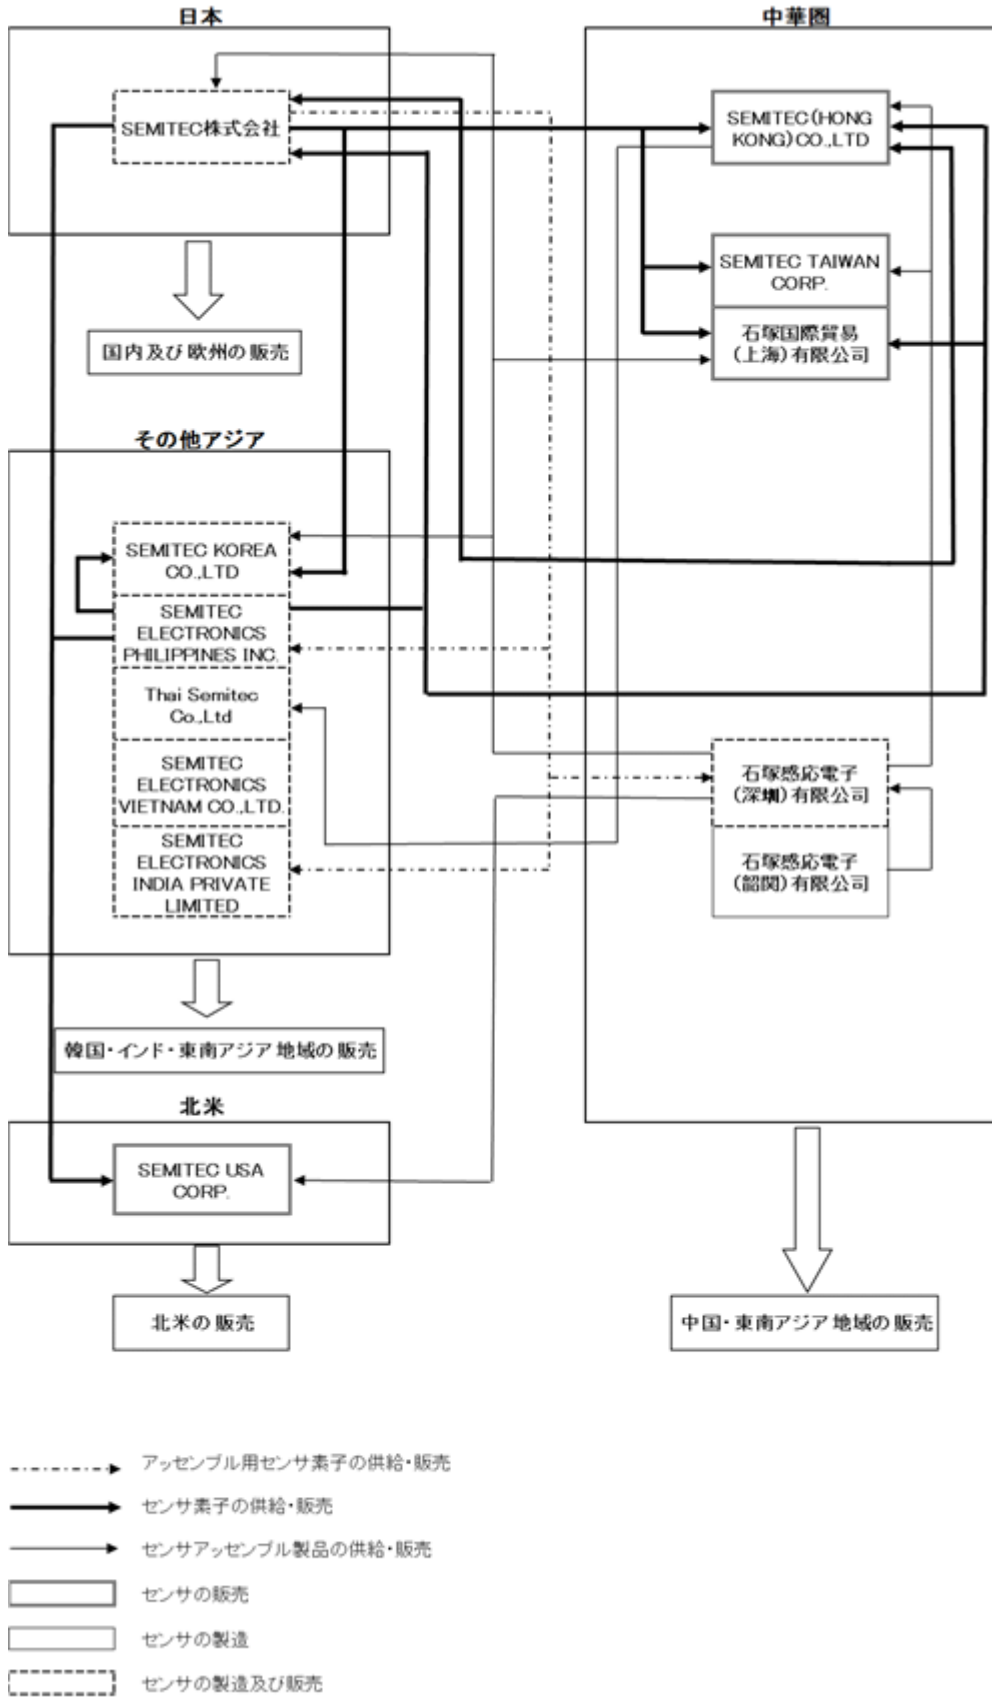 日本
SEMITEC株式会社
国内及び欧州の販売
中華圏
SEMITEC(HONG
KONG)CO.,LTD
SEMITEC TAIWAN
CORP.
石塚国際貿易
(上海)有限公司
その他アジア
SEMITEC KOREA
CO.,LTD
SEMITEC
ELECTRONICS
PHILIPPINES INC.
Thai Semitec
Co.,Ltd
SEMITEC
ELECTRONICS
VIETNAM CO.,LTD.
SEMITEC
ELECTRONICS
INDIA PRIVATE
LIMITED
石塚感応電子
(深圳)有限公司
石塚感応電子
(韶関)有限公司
韓国・インド・東南アジア地域の販売
北米
SEMITEC USA
CORP.
北米の販売
中国・東南アジア地域の販売
アッセンブル用センサ素子の供給・販売
センサ素子の供給・販売
センサアッセンブル製品の供給・販売
センサの販売
センサの製造
センサの製造及び販売